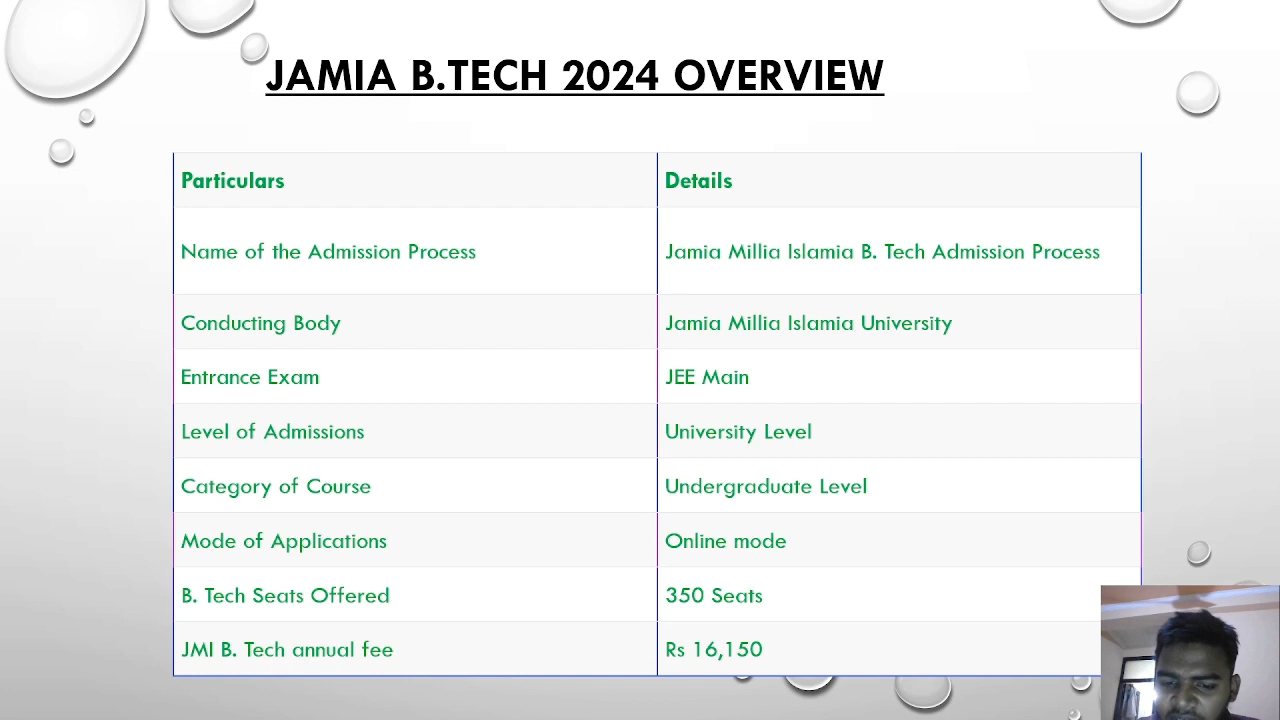 JAMIA B.TECH 2024 OVERVIEW
Particulars Details
Name of the Admission Process Jamia Millia Islamia B. Tech Admission Process
Conducting Body Jamia Millia Islamia University
Entrance Exam JEE Main
Level of Admissions University Level
Category of Course Undergraduate Level
Mode of Applications Online mode
B. Tech Seats Offered 350 Seats
JMI B. Tech annual fee Rs 16,150